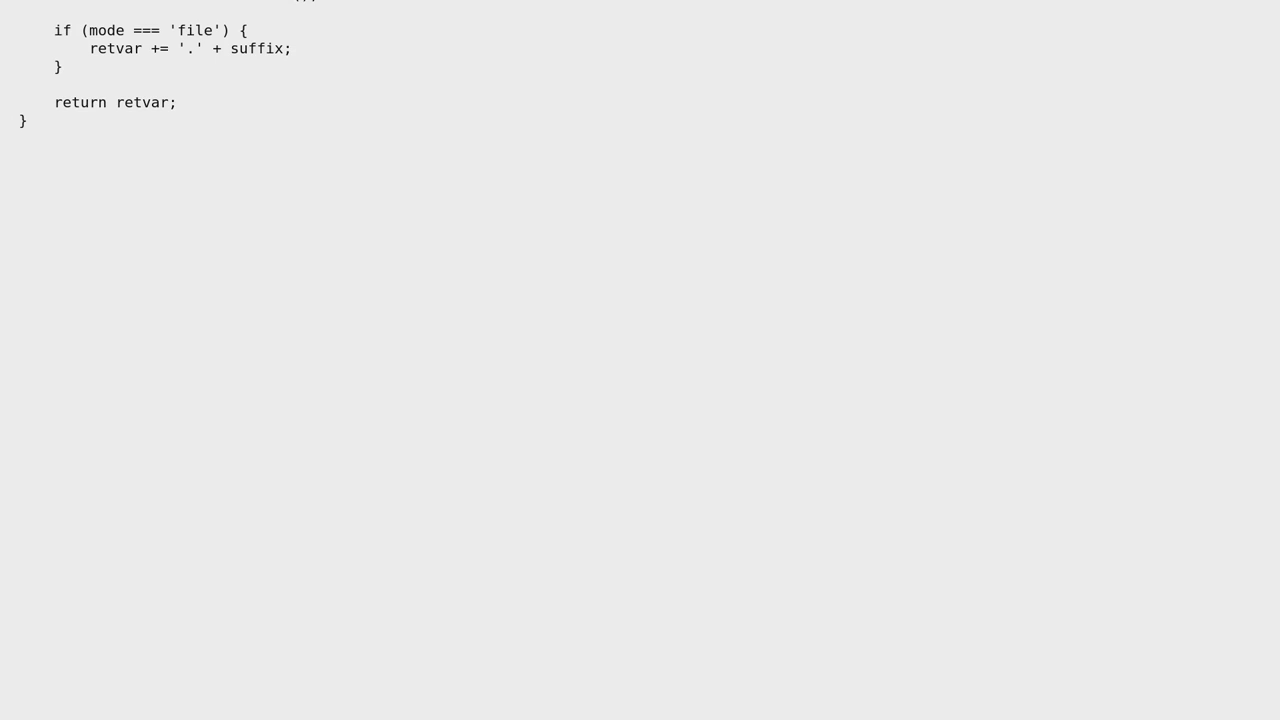 if (mode === 'file') {
        retvar += '.' + suffix;
    }

    return retvar;
}